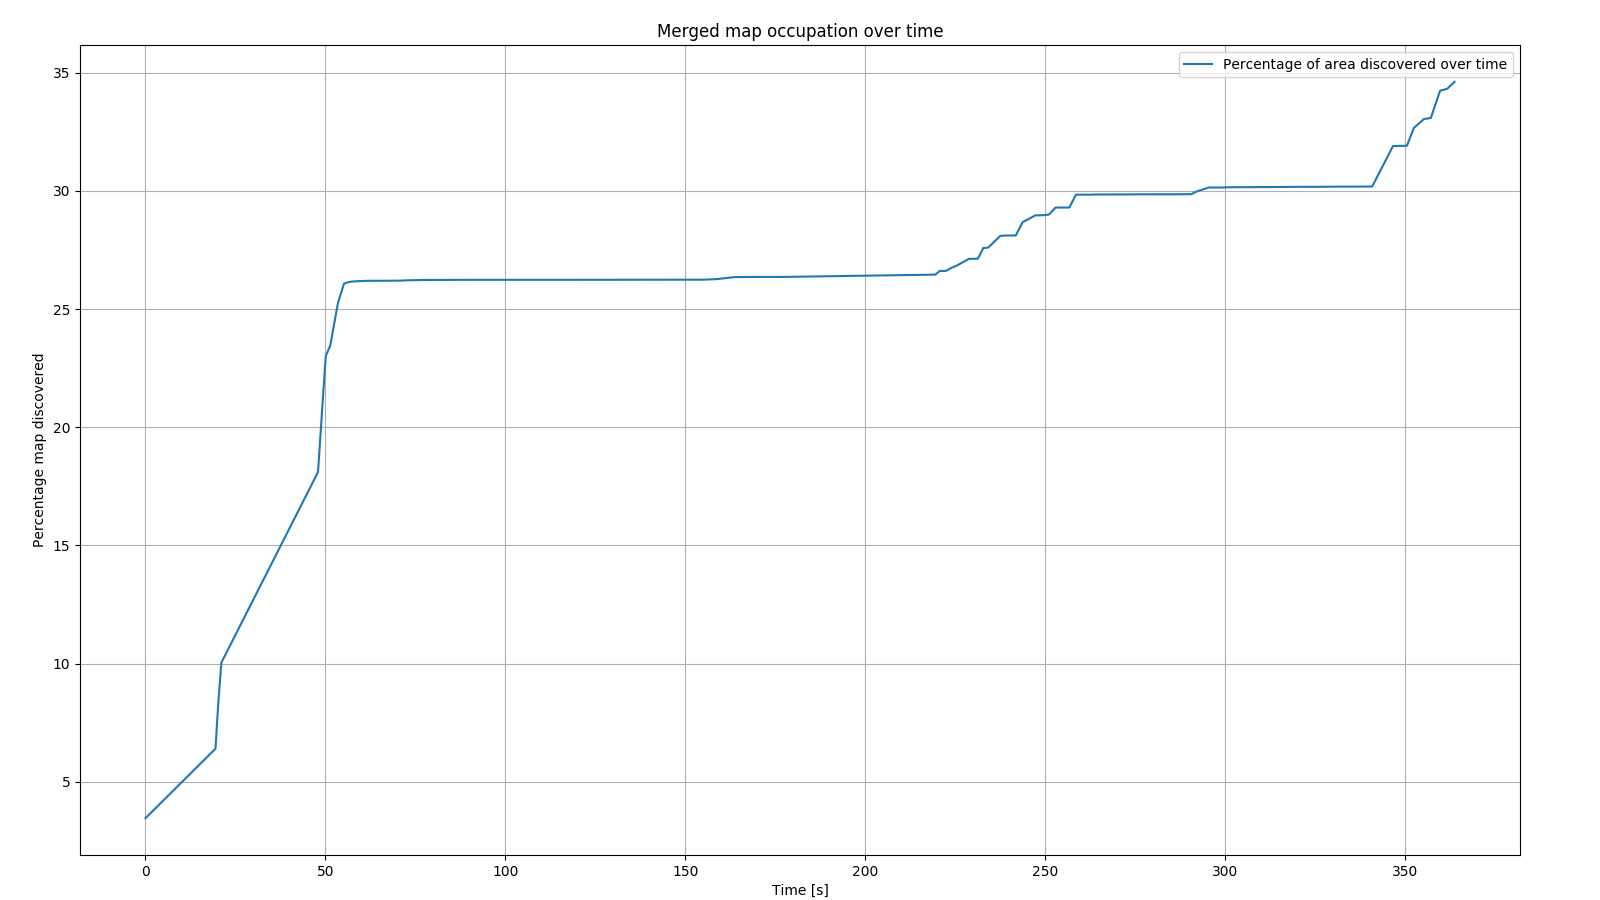 Merged map occupation over time
Percentage of area discovered over time
Percentage map discovered
35
30
25
20
15
10
5
0 50 100 150 200 250 300 350
Time [s]